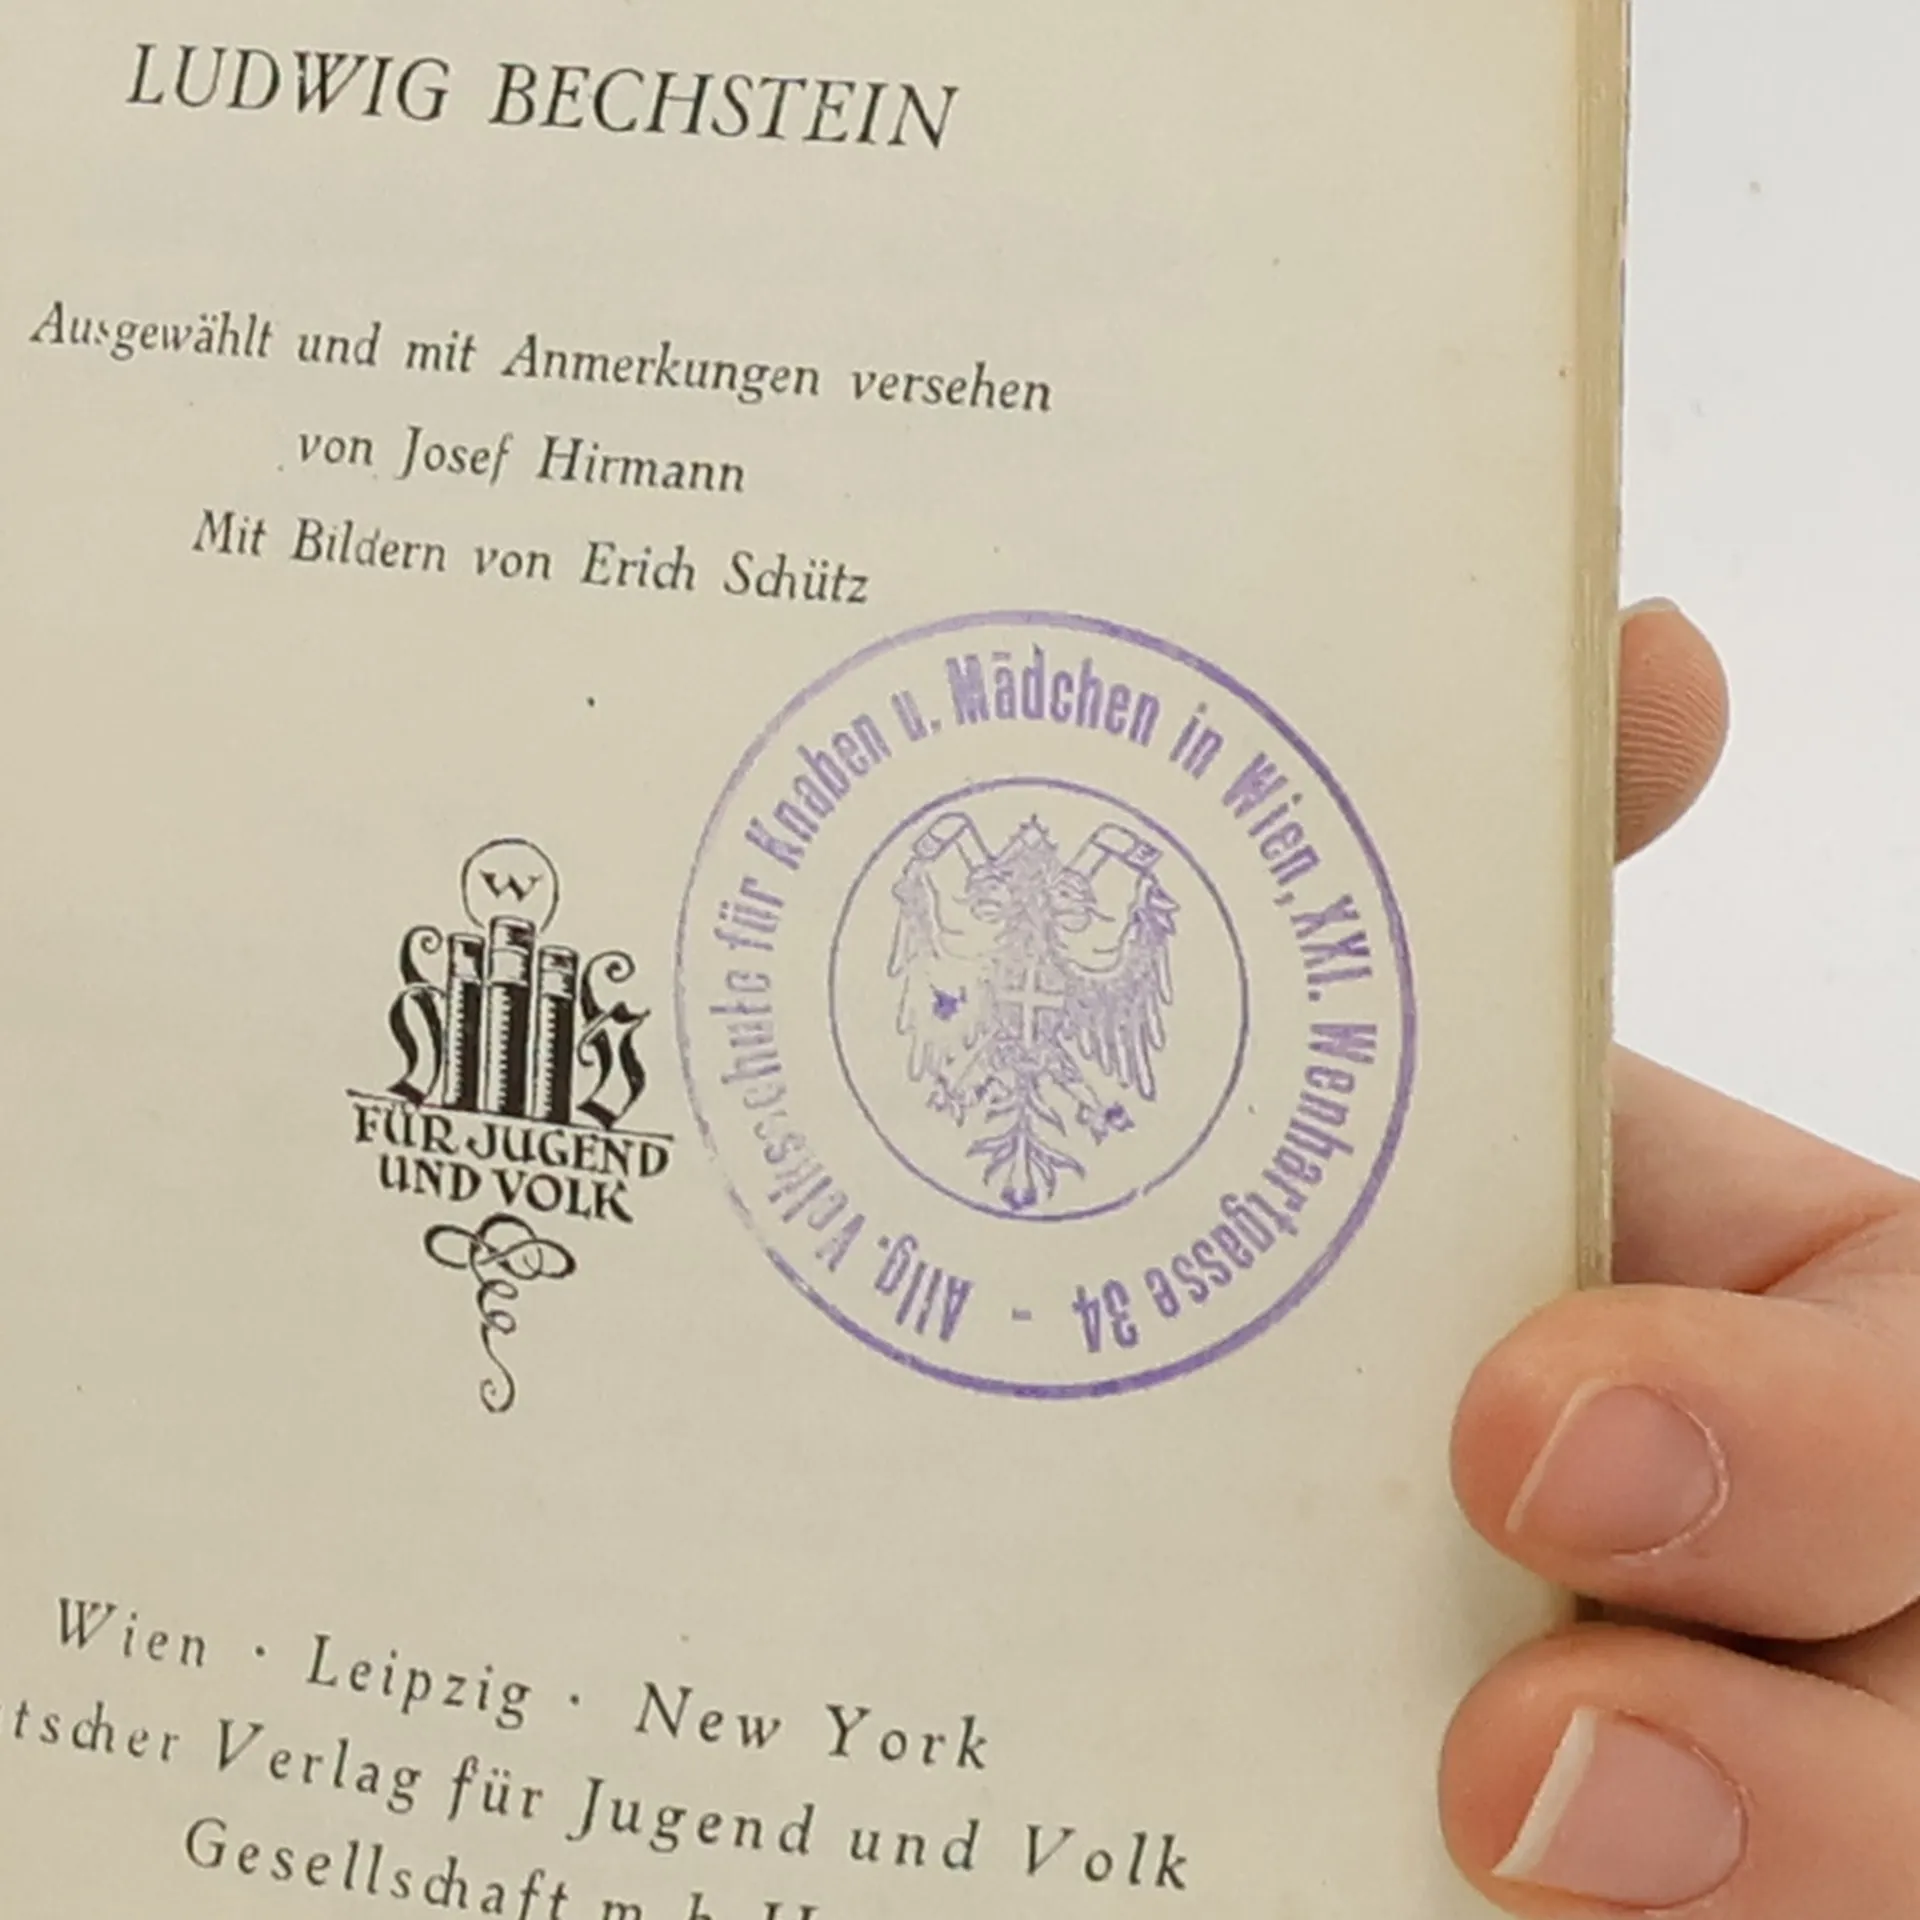 LUDWIG BECHSTEIN
Ausgewählt und mit Anmerkungen versehen
von Josef Hirmann
Mit Bildern von Erich Schütz
Allg. Volksschule für Knaben u. Mädchen in Wien, XXI. Wenhartgasse 34 -
W
FÜR JUGEND
UND VOLK
Wien · Leipzig · New York
tscher Verlag für Jugend und Volk
Gesellschaft m. b. H.